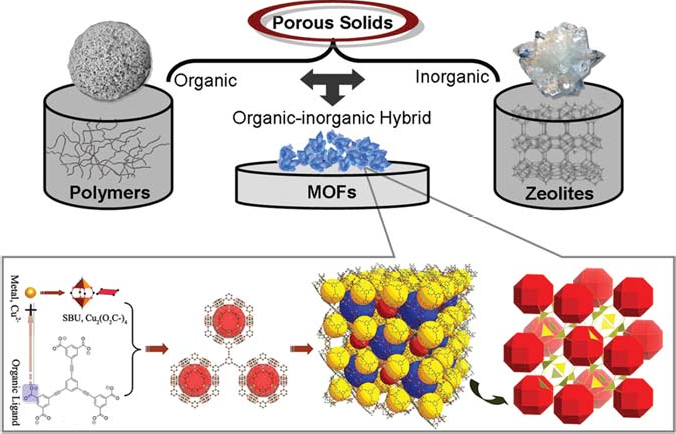 Porous Solids
Organic
Inorganic
Organic-inorganic Hybrid
Polymers
MOFs
Zeolites
Metal, Cu²⁺
+
SBU, Cu₂(O₂C-)₄
Organic Ligand